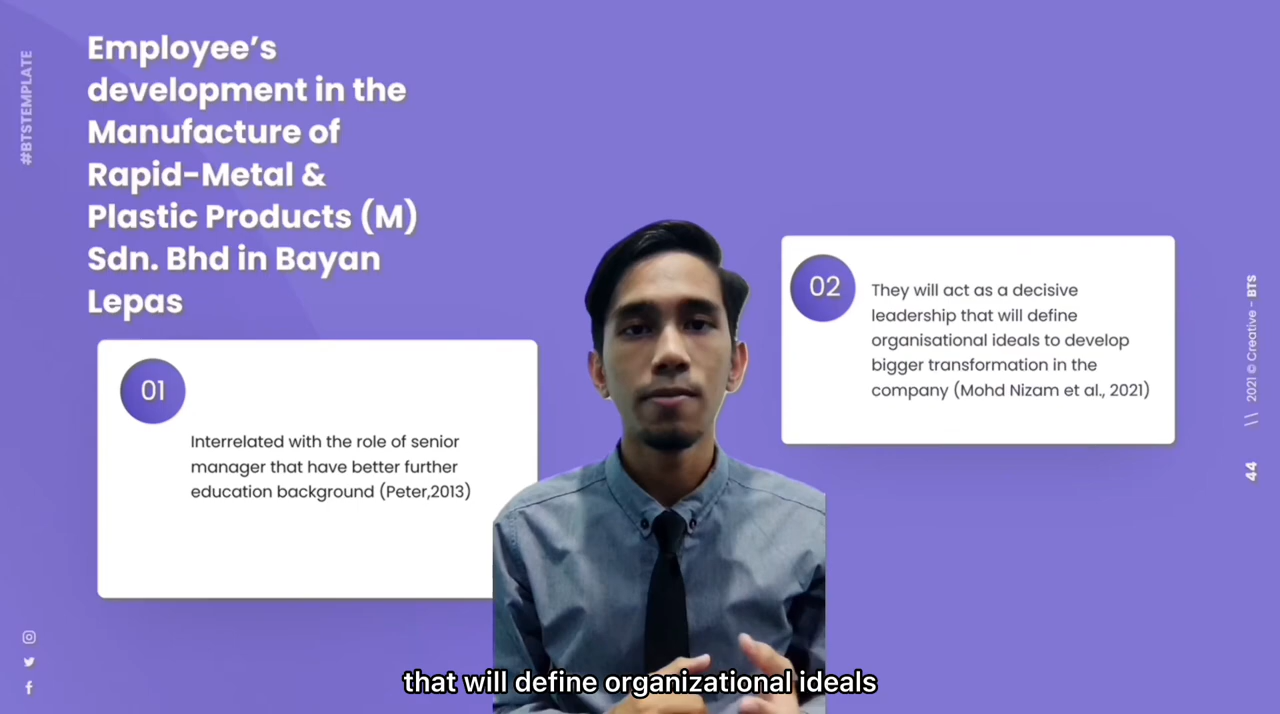 #BTSTEMPLATE
Employee’s
development in the
Manufacture of
Rapid-Metal &
Plastic Products (M)
Sdn. Bhd in Bayan
Lepas
01
Interrelated with the role of senior
manager that have better further
education background (Peter,2013)
02
They will act as a decisive
leadership that will define
organisational ideals to develop
bigger transformation in the
company (Mohd Nizam et al., 2021)
2021 © Creative - BTS
\\
44
that will define organizational ideals